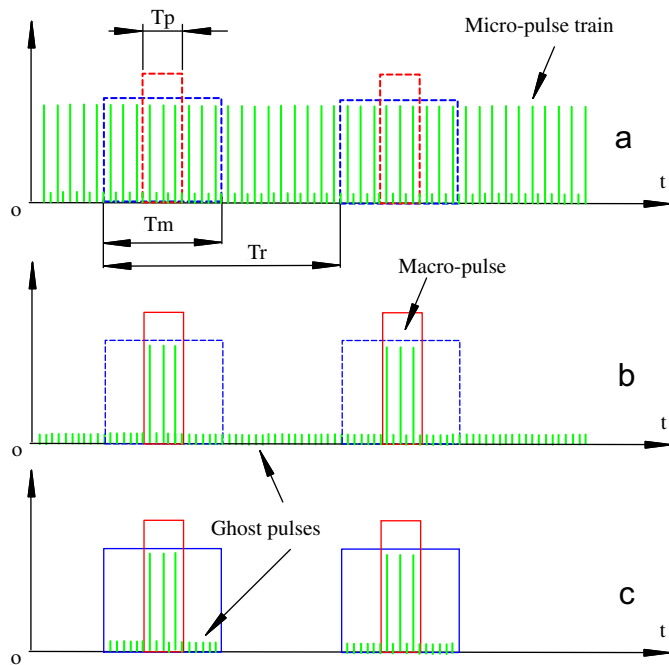 Tp
Micro-pulse train
a
t
o
Tm
Tr
Macro-pulse
b
t
o
Ghost pulses
c
t
o